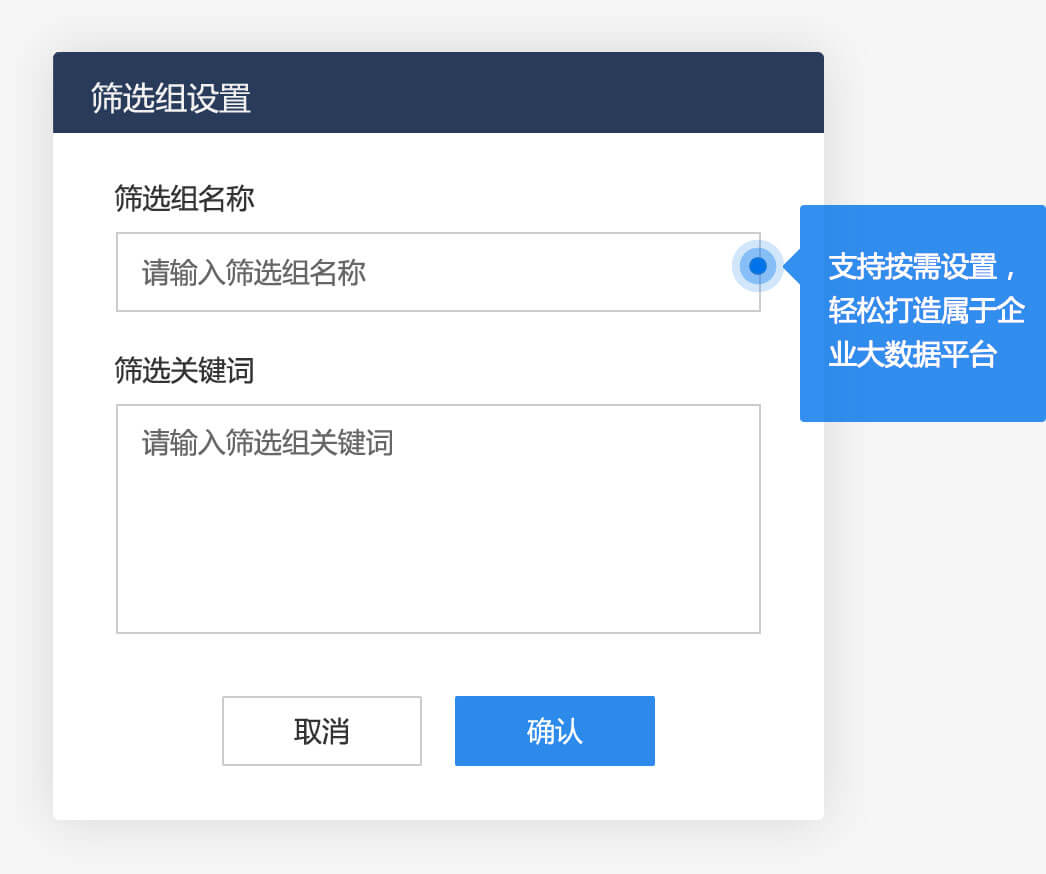 筛选组设置
筛选组名称
请输入筛选组名称
支持按需设置，
轻松打造属于企
业大数据平台
筛选关键词
请输入筛选组关键词
取消
确认